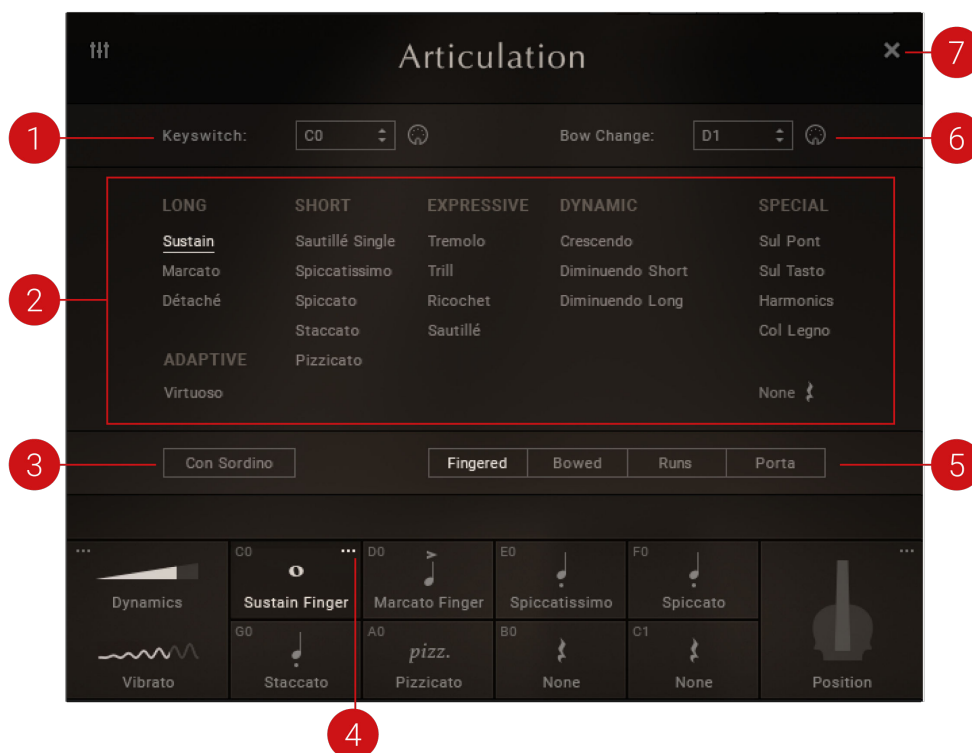 Articulation
7
1
Keyswitch: C0 Bow Change: D1
6
LONG SHORT EXPRESSIVE DYNAMIC SPECIAL
Sustain Sautillé Single Tremolo Crescendo Sul Pont
Marcato Spiccatissimo Trill Diminuendo Short Sul Tasto
2
Détaché Spiccato Ricochet Diminuendo Long Harmonics
Staccato Sautillé Col Legno
ADAPTIVE Pizzicato
Virtuoso None
3
Con Sordino Fingered Bowed Runs Porta
5
... C0 ... D0 E0 F0 ...
Dynamics Sustain Finger Marcato Finger Spiccatissimo Spiccato
G0 A0 B0 C1
pizz.
Vibrato Staccato Pizzicato None None Position
4